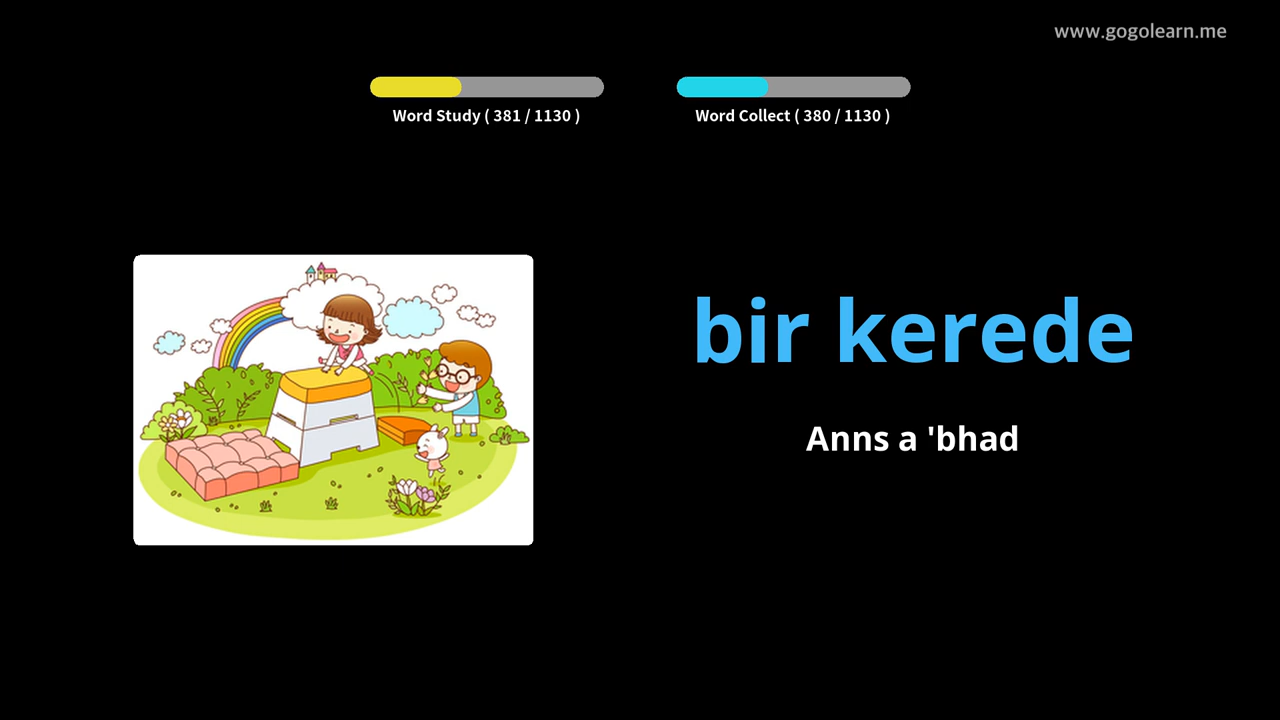 www.gogolearn.me
Word Study ( 381 / 1130 )
Word Collect ( 380 / 1130 )
bir kerede
Anns a 'bhad